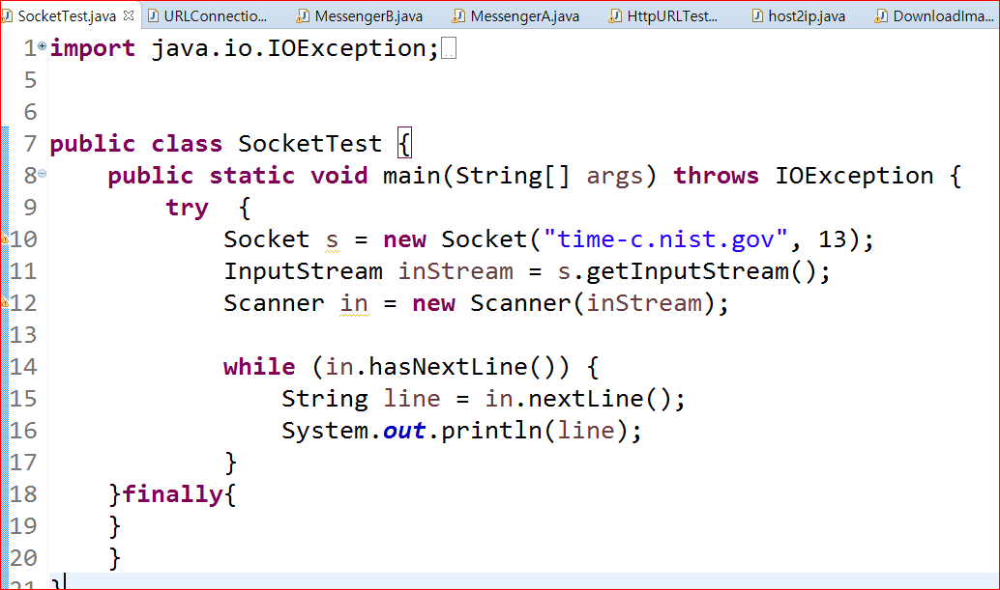 SocketTest.java URLConnectio... MessengerB.java MessengerA.java HttpURLTest... host2ip.java DownloadIma...
1 import java.io.IOException;
5
6
7 public class SocketTest {
8 public static void main(String[] args) throws IOException {
9 try {
10 Socket s = new Socket("time-c.nist.gov", 13);
11 InputStream inStream = s.getInputStream();
12 Scanner in = new Scanner(inStream);
13
14 while (in.hasNextLine()) {
15 String line = in.nextLine();
16 System.out.println(line);
17 }
18 }finally{
19 }
20 }
21 }